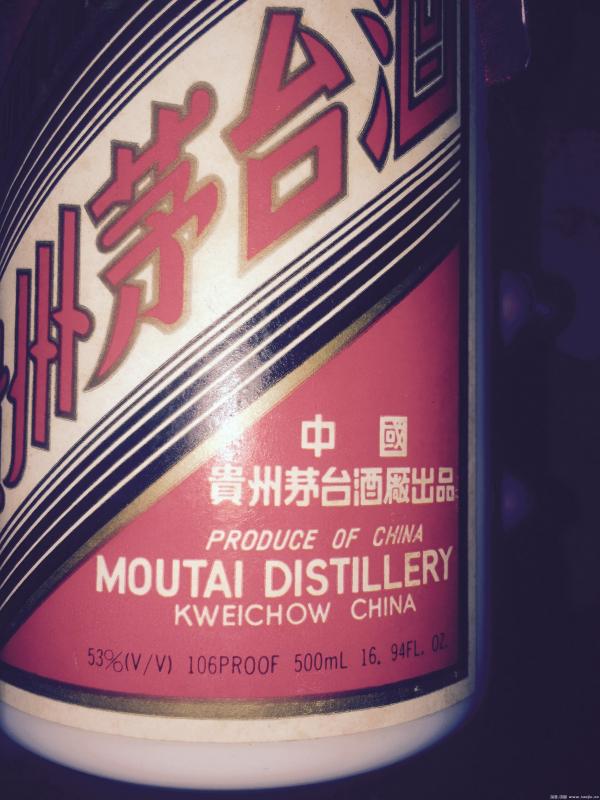 州茅台酒
中國
貴州茅台酒廠出品
PRODUCE OF CHINA
MOUTAI DISTILLERY
KWEICHOW CHINA
53%(V/V) 106PROOF 500mL 16.94FL. OZ.